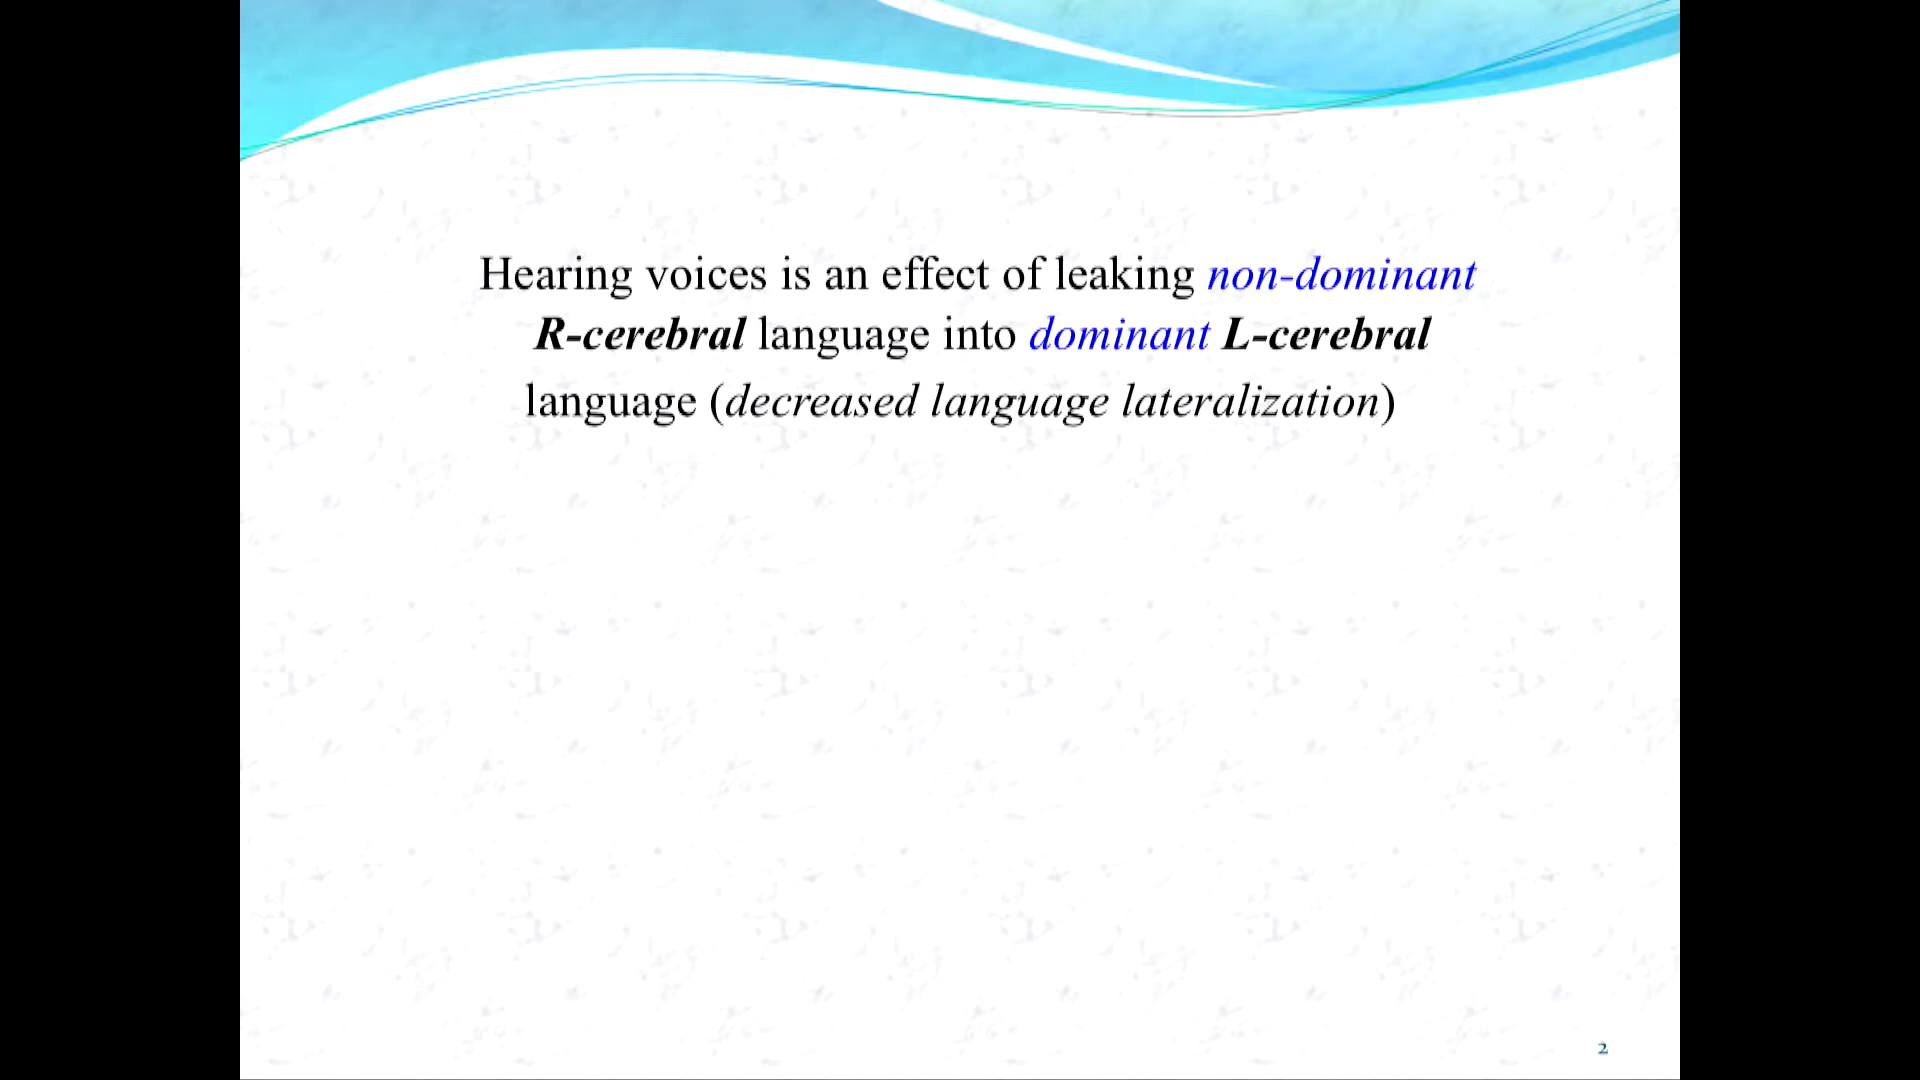 Hearing voices is an effect of leaking non-dominant
R-cerebral language into dominant L-cerebral
language (decreased language lateralization)
2